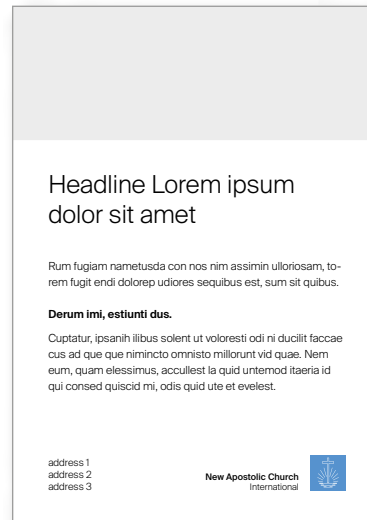 Headline Lorem ipsum
dolor sit amet
Rum fugiam nametusda con nos nim assimin ulloriosam, to-
rem fugit endi dolorep udiores sequibus est, sum sit quibus.
Derum imi, estiunti dus.
Cuptatur, ipsanih ilibus solent ut voloresti odi ni ducilit faccae
cus ad que que nimincto omnisto millorunt vid quae. Nem
eum, quam elessimus, accullest la quid untemod itaeria id
qui consed quiscid mi, odis quid ute et evelest.
address 1
address 2
address 3
New Apostolic Church
International